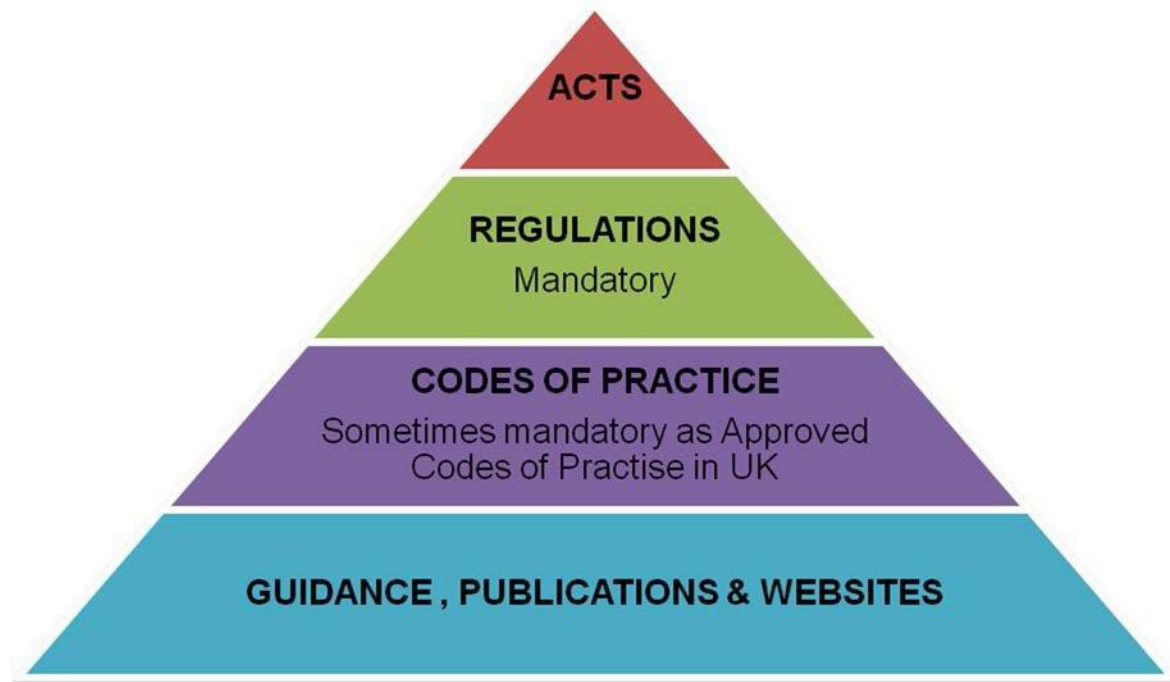 ACTS
REGULATIONS
Mandatory
CODES OF PRACTICE
Sometimes mandatory as Approved
Codes of Practise in UK
GUIDANCE , PUBLICATIONS & WEBSITES